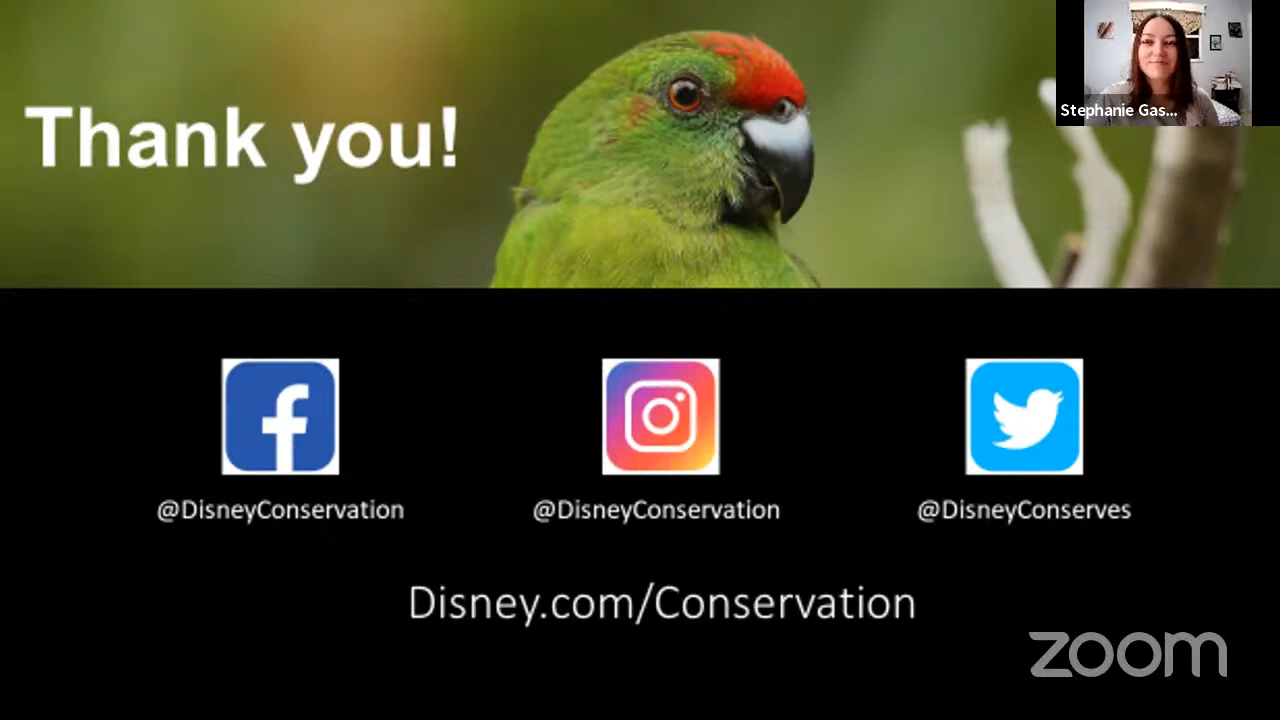 Thank you!
Stephanie Gas...
@DisneyConservation
@DisneyConservation
@DisneyConserves
Disney.com/Conservation
zoom